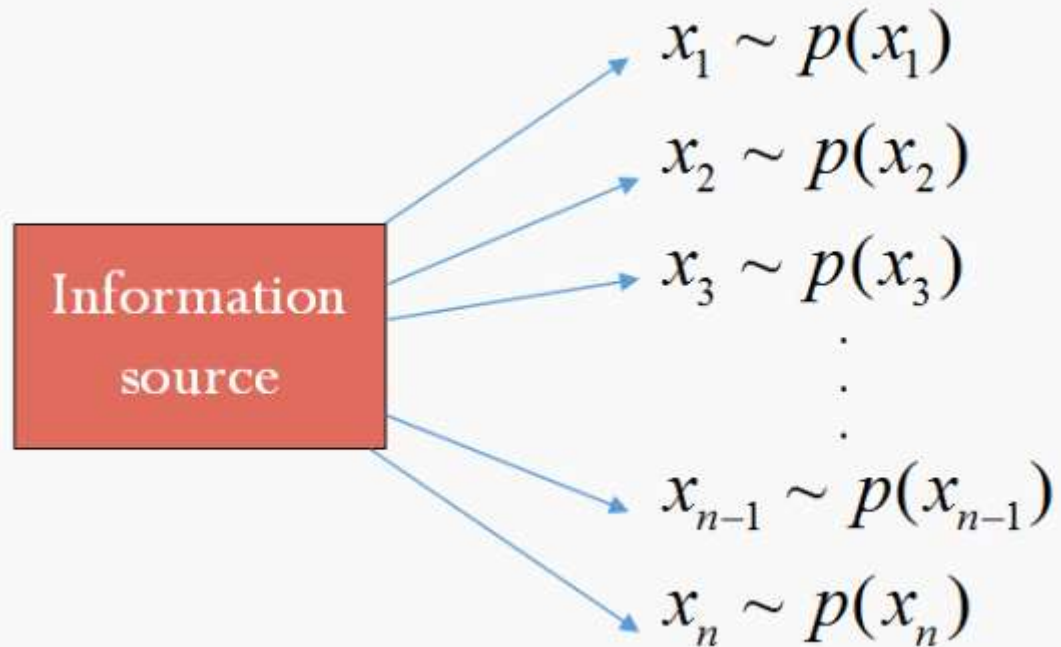 x₁ ~ p(x₁)
x₂ ~ p(x₂)
x₃ ~ p(x₃)
Information
source
.
.
.
xₙ₋₁ ~ p(xₙ₋₁)
xₙ ~ p(xₙ)